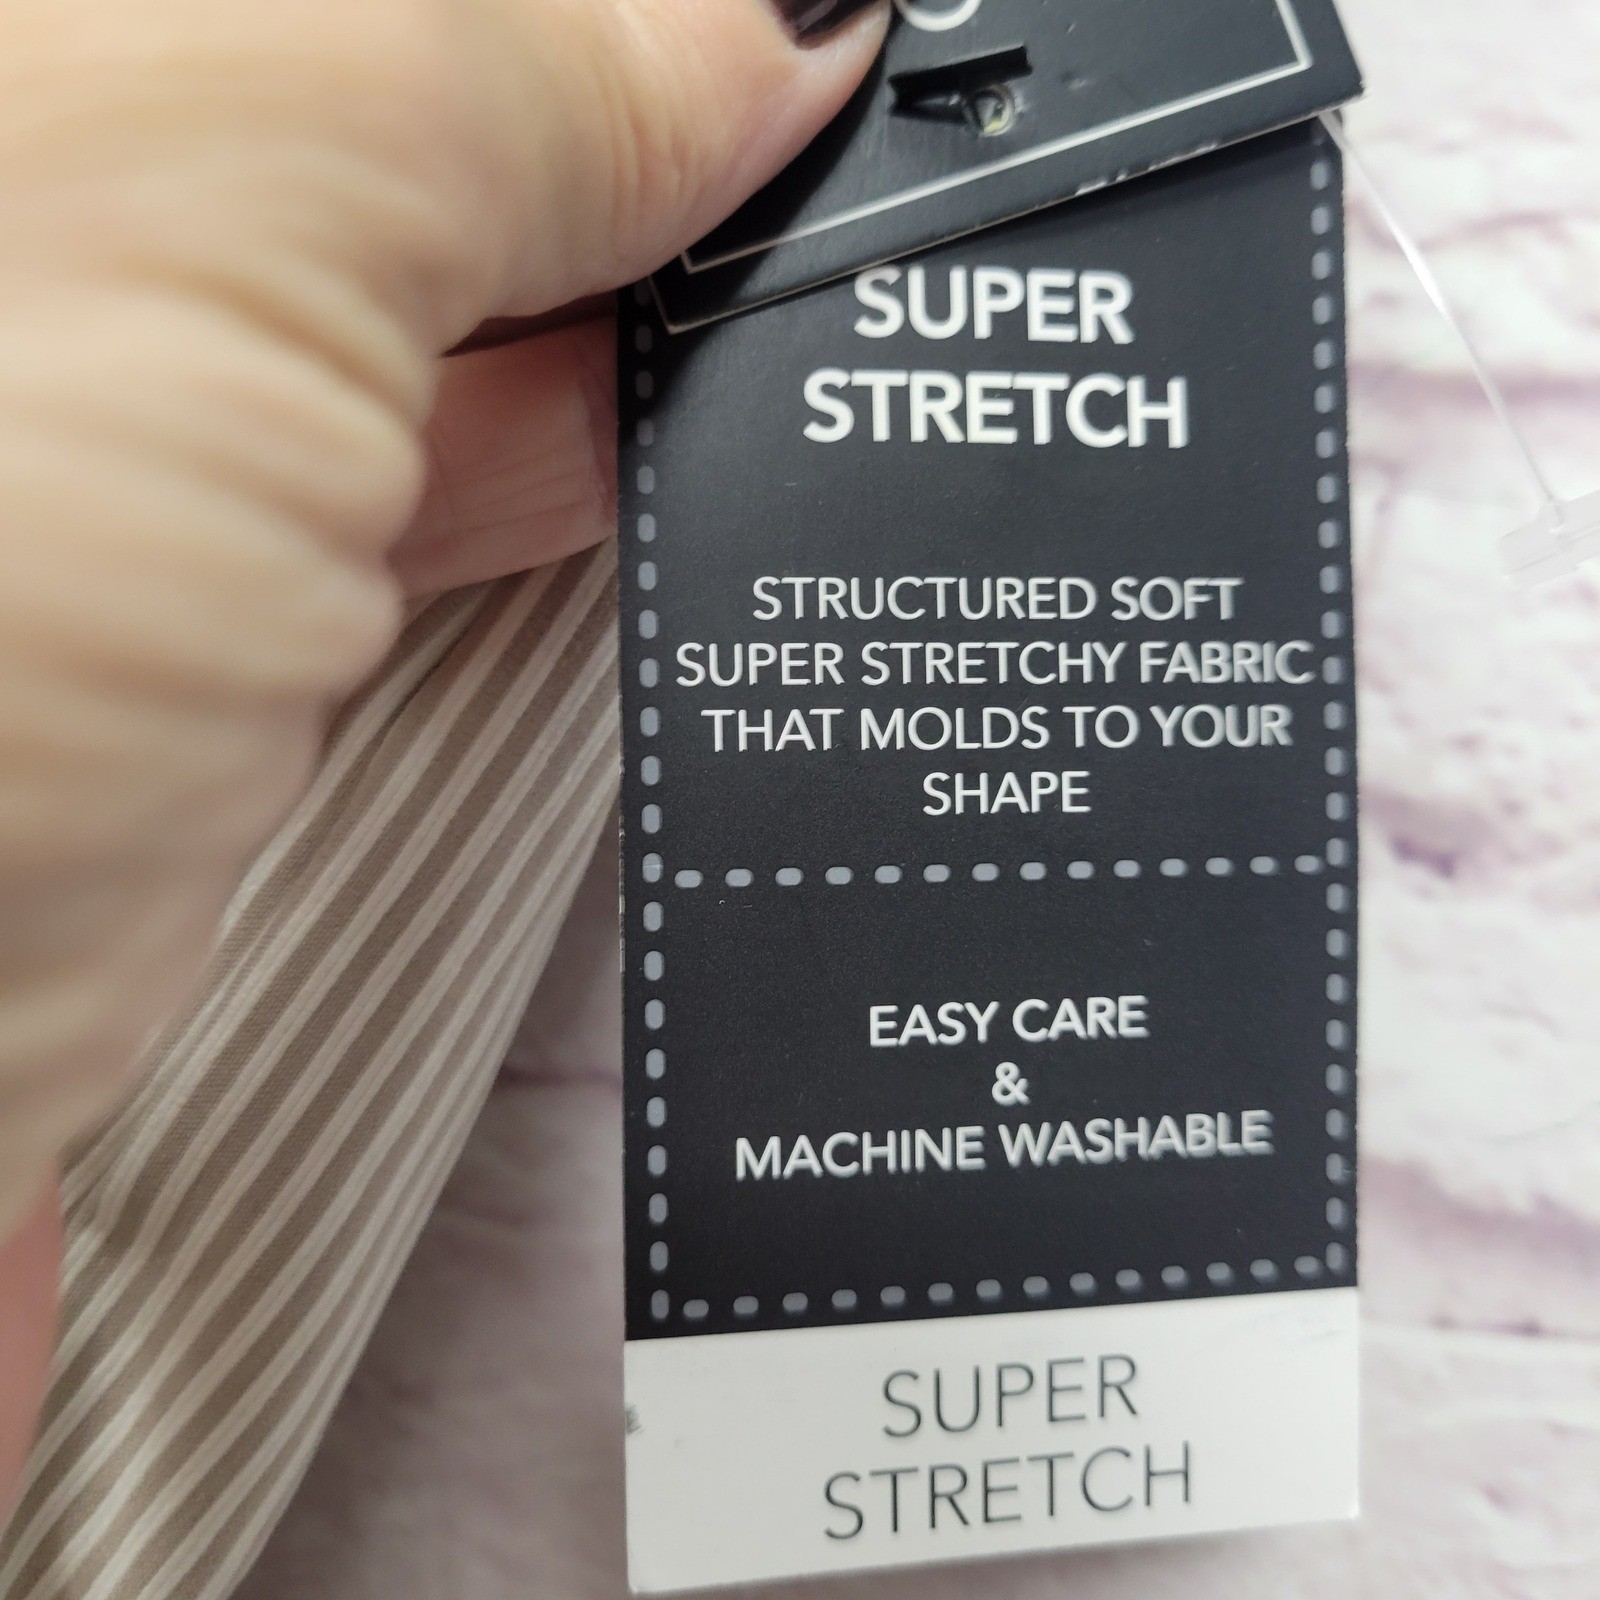 SUPER
STRETCH
STRUCTURED SOFT
SUPER STRETCHY FABRIC
THAT MOLDS TO YOUR
SHAPE
EASY CARE
&
MACHINE WASHABLE
SUPER
STRETCH